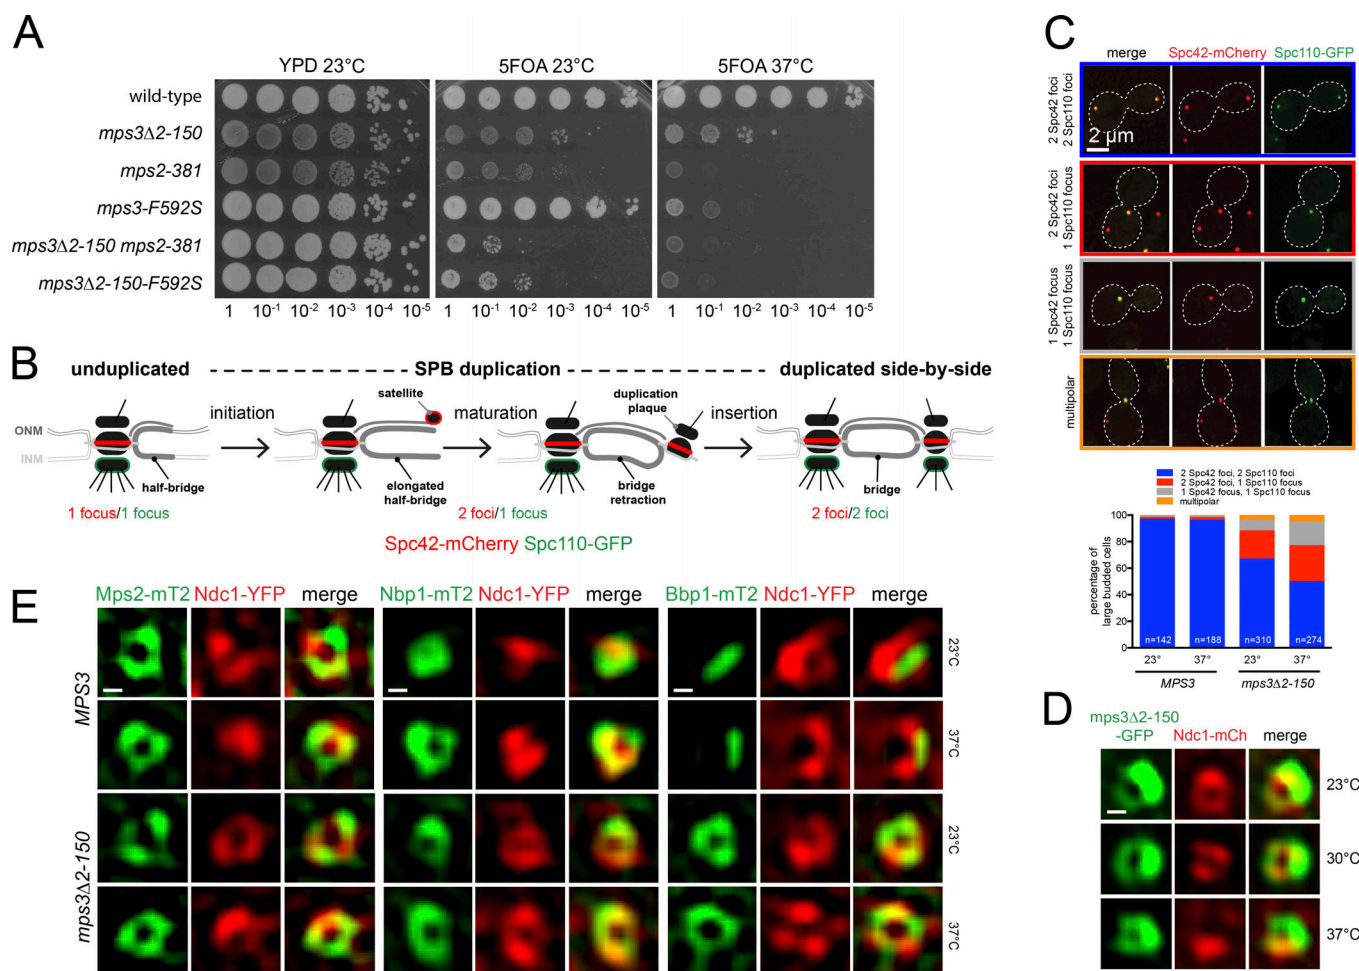 A
YPD 23°C
5FOA 23°C
5FOA 37°C
wild-type
mps3Δ2-150
mps2-381
mps3-F592S
mps3Δ2-150 mps2-381
mps3Δ2-150-F592S
1 10⁻¹ 10⁻² 10⁻³ 10⁻⁴ 10⁻⁵
1 10⁻¹ 10⁻² 10⁻³ 10⁻⁴ 10⁻⁵
1 10⁻¹ 10⁻² 10⁻³ 10⁻⁴ 10⁻⁵
B
unduplicated
SPB duplication
duplicated side-by-side
initiation
satellite
maturation
duplication
plaque
insertion
ONM
INM
half-bridge
elongated
half-bridge
bridge
retraction
bridge
1 focus/1 focus
2 foci/1 focus
2 foci/2 foci
Spc42-mCherry Spc110-GFP
C
merge
Spc42-mCherry
Spc110-GFP
2 Spc42 foci
2 Spc110 foci
2 µm
2 Spc42 foci
1 Spc110 focus
1 Spc42 focus
1 Spc110 focus
multipolar
2 Spc42 foci, 2 Spc110 foci
2 Spc42 foci, 1 Spc110 focus
1 Spc42 focus, 1 Spc110 focus
multipolar
percentage of
large budded cells
100
80
60
40
20
0
n=142 n=188 n=310 n=274
23° 37° 23° 37°
MPS3 mps3Δ2-150
D
mps3Δ2-150
-GFP
Ndc1-mCh
merge
23°C
30°C
37°C
E
Mps2-mT2 Ndc1-YFP merge
Nbp1-mT2 Ndc1-YFP merge
Bbp1-mT2 Ndc1-YFP merge
MPS3
23°C
37°C
mps3Δ2-150
23°C
37°C